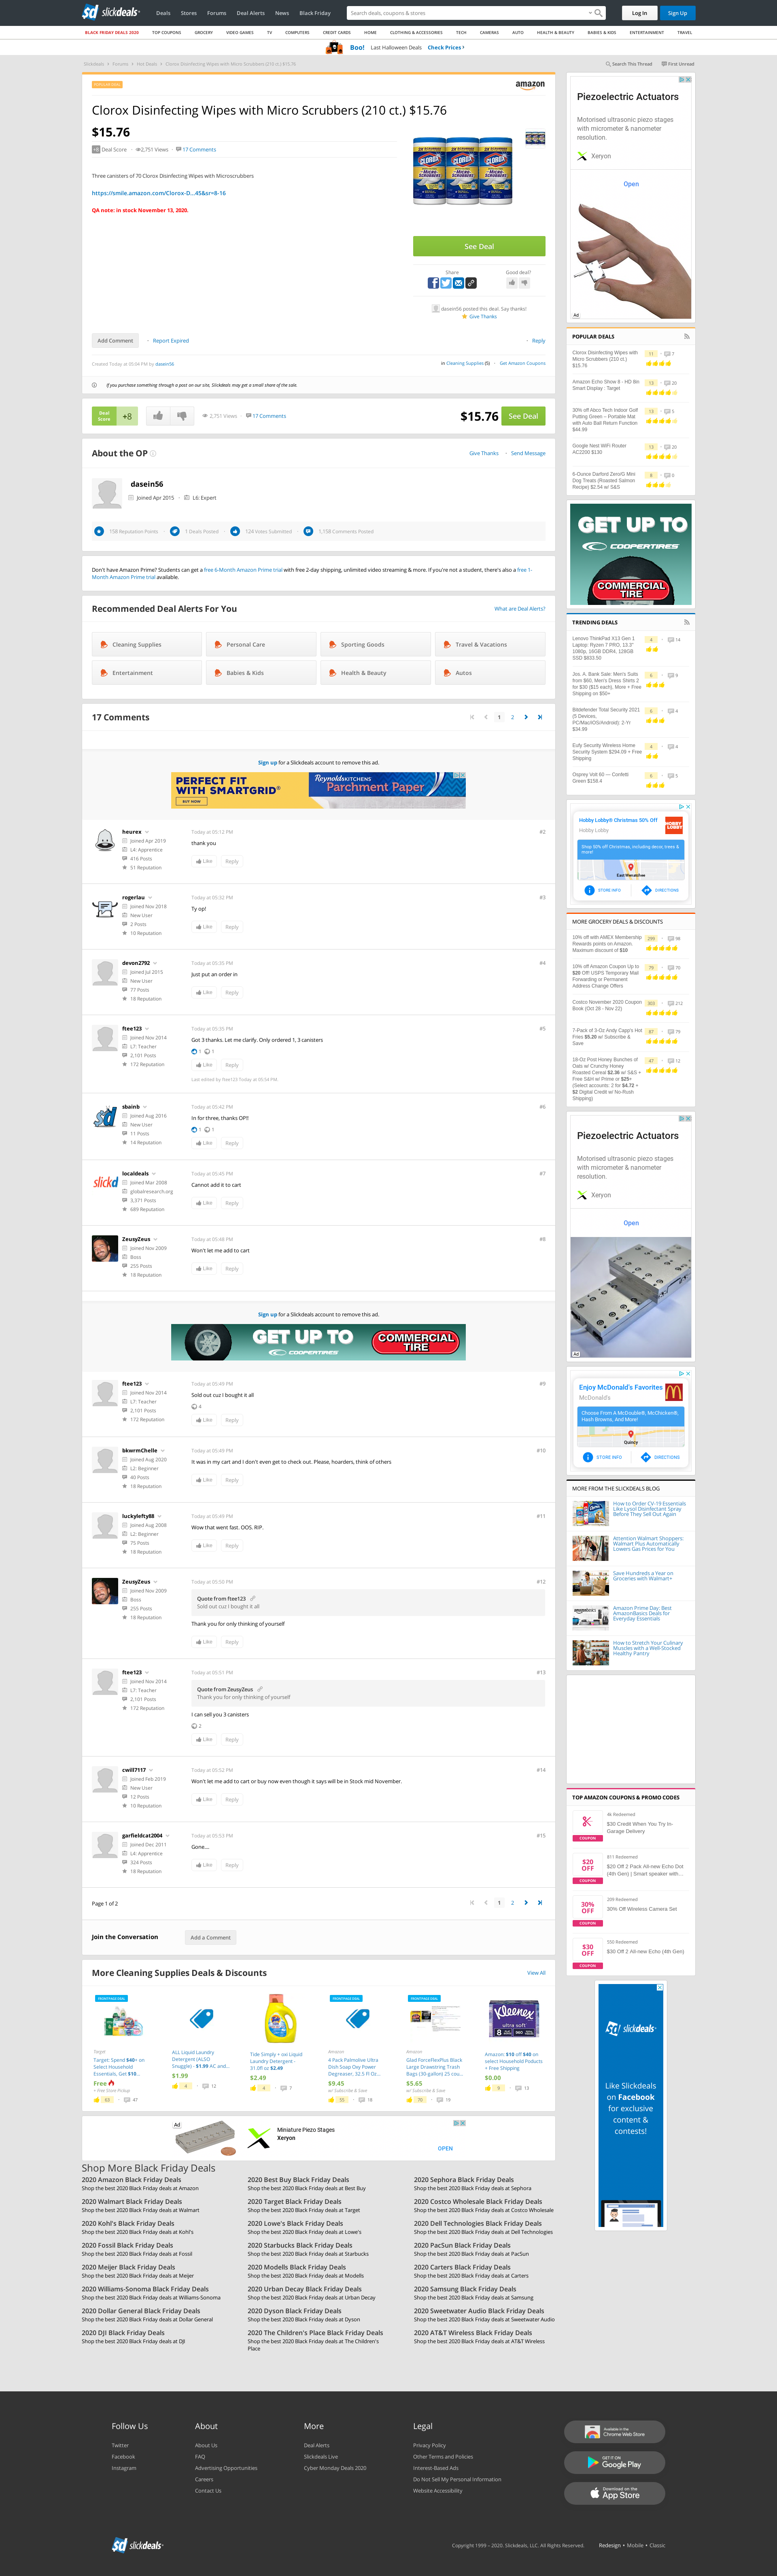 slickdeals
Deals Stores Forums Deal Alerts News Black Friday
Search deals, coupons & stores
Log In Sign Up
BLACK FRIDAY DEALS 2020 TOP COUPONS GROCERY VIDEO GAMES TV COMPUTERS CREDIT CARDS HOME CLOTHING & ACCESSORIES TECH CAMERAS AUTO HEALTH & BEAUTY BABIES & KIDS ENTERTAINMENT TRAVEL
Boo! Last Halloween Deals Check Prices
Slickdeals Forums Hot Deals Clorox Disinfecting Wipes with Micro Scrubbers (210 ct.) $15.76
Search This Thread First Unread
POPULAR DEAL
amazon
Clorox Disinfecting Wipes with Micro Scrubbers (210 ct.) $15.76
$15.76
+8 Deal Score 2,751 Views 17 Comments
Three canisters of 70 Clorox Disinfecting Wipes with Microscrubbers
https://smile.amazon.com/Clorox-D...45&sr=8-16
QA note: in stock November 13, 2020.
CLOROX CLOROX CLOROX
See Deal
Share Good deal?
dasein56 posted this deal. Say thanks!
Give Thanks
Add Comment Report Expired Reply
Created Today at 05:04 PM by dasein56
in Cleaning Supplies (5) Get Amazon Coupons
If you purchase something through a post on our site, Slickdeals may get a small share of the sale.
Deal Score +8 2,751 Views 17 Comments $15.76 See Deal
About the OP Give Thanks Send Message
dasein56
Joined Apr 2015 L6: Expert
158 Reputation Points 1 Deals Posted 124 Votes Submitted 1,158 Comments Posted
Don't have Amazon Prime? Students can get a free 6-Month Amazon Prime trial with free 2-day shipping, unlimited video streaming & more. If you're not a student, there's also a free 1-
Month Amazon Prime trial available.
Recommended Deal Alerts For You What are Deal Alerts?
Cleaning Supplies Personal Care Sporting Goods Travel & Vacations
Entertainment Babies & Kids Health & Beauty Autos
17 Comments 1 2
Sign up for a Slickdeals account to remove this ad.
PERFECT FIT WITH SMARTGRID® BUY NOW
Reynolds KITCHENS Parchment Paper
heurex Today at 05:12 PM #2
Joined Apr 2019 thank you
L4: Apprentice
416 Posts Like Reply
51 Reputation
rogerlau Today at 05:32 PM #3
Joined Nov 2018 Ty op!
New User
2 Posts Like Reply
10 Reputation
devon2792 Today at 05:35 PM #4
Joined Jul 2015 Just put an order in
New User
77 Posts Like Reply
18 Reputation
ftee123 Today at 05:35 PM #5
Joined Nov 2014 Got 3 thanks. Let me clarify. Only ordered 1, 3 canisters
L7: Teacher
2,101 Posts 1 1
172 Reputation Like Reply
Last edited by ftee123 Today at 05:54 PM
sbainb Today at 05:42 PM #6
Joined Aug 2016 In for three, thanks OP!!
New User
11 Posts 1 1
14 Reputation Like Reply
localdeals Today at 05:45 PM #7
Joined Mar 2008 Cannot add it to cart
globalresearch.org
3,371 Posts Like Reply
689 Reputation
ZeusyZeus Today at 05:48 PM #8
Joined Nov 2009 Won't let me add to cart
Boss
255 Posts Like Reply
18 Reputation
Sign up for a Slickdeals account to remove this ad.
GET UP TO COOPERTIRES COMMERCIAL TIRE
ftee123 Today at 05:49 PM #9
Joined Nov 2014 Sold out cuz I bought it all
L7: Teacher
2,101 Posts 4
172 Reputation Like Reply
bkwrmChelle Today at 05:49 PM #10
Joined Aug 2020 It was in my cart and I don't even get to check out. Please, hoarders, think of others
L2: Beginner
40 Posts Like Reply
18 Reputation
luckylefty88 Today at 05:49 PM #11
Joined Aug 2008 Wow that went fast. OOS. RIP.
L2: Beginner
75 Posts Like Reply
18 Reputation
ZeusyZeus Today at 05:50 PM #12
Joined Nov 2009 Quote from ftee123
Boss Sold out cuz I bought it all
255 Posts
18 Reputation Thank you for only thinking of yourself
Like Reply
ftee123 Today at 05:51 PM #13
Joined Nov 2014 Quote from ZeusyZeus
L7: Teacher Thank you for only thinking of yourself
2,101 Posts
172 Reputation I can sell you 3 canisters
2
Like Reply
cwill7117 Today at 05:52 PM #14
Joined Feb 2019 Won't let me add to cart or buy now even though it says will be in Stock mid November.
New User
12 Posts Like Reply
10 Reputation
garfieldcat2004 Today at 05:53 PM #15
Joined Dec 2011 Gone....
L4: Apprentice
324 Posts Like Reply
18 Reputation
Page 1 of 2 1 2
Join the Conversation Add a Comment
More Cleaning Supplies Deals & Discounts View All
Target
Target: Spend $40+ on
Select Household
Essentials, Get $10...
Free
+ Free Store Pickup
63 47
ALL Liquid Laundry
Detergent (ALSO
Snuggle) - $1.99 AC and...
$1.99
4 12
Tide Simply + oxi Liquid
Laundry Detergent -
31.0fl oz $2.49
$2.49
4 7
Amazon
4 Pack Palmolive Ultra
Dish Soap Oxy Power
Degreaser, 32.5 Fl Oz...
$9.45
w/ Subscribe & Save
33 18
Amazon
Glad ForceFlexPlus Black
Large Drawstring Trash
Bags (30 gallon) 25 cou...
$5.65
w/ Subscribe & Save
35 19
Kleenex ultra soft
Amazon: $10 off $40 on
select Household Poducts
+ Free Shipping
$0.00
9 13
Ad Miniature Piezo Stages
Xeryon OPEN
Shop More Black Friday Deals
2020 Amazon Black Friday Deals 2020 Best Buy Black Friday Deals 2020 Sephora Black Friday Deals
Shop the best 2020 Black Friday deals at Amazon Shop the best 2020 Black Friday deals at Best Buy Shop the best 2020 Black Friday deals at Sephora
2020 Walmart Black Friday Deals 2020 Target Black Friday Deals 2020 Costco Wholesale Black Friday Deals
Shop the best 2020 Black Friday deals at Walmart Shop the best 2020 Black Friday deals at Target Shop the best 2020 Black Friday deals at Costco Wholesale
2020 Kohl's Black Friday Deals 2020 Lowe's Black Friday Deals 2020 Dell Technologies Black Friday Deals
Shop the best 2020 Black Friday deals at Kohl's Shop the best 2020 Black Friday deals at Lowe's Shop the best 2020 Black Friday deals at Dell Technologies
2020 Fossil Black Friday Deals 2020 Starbucks Black Friday Deals 2020 PacSun Black Friday Deals
Shop the best 2020 Black Friday deals at Fossil Shop the best 2020 Black Friday deals at Starbucks Shop the best 2020 Black Friday deals at PacSun
2020 Meijer Black Friday Deals 2020 Modells Black Friday Deals 2020 Carters Black Friday Deals
Shop the best 2020 Black Friday deals at Meijer Shop the best 2020 Black Friday deals at Modells Shop the best 2020 Black Friday deals at Carters
2020 Williams-Sonoma Black Friday Deals 2020 Urban Decay Black Friday Deals 2020 Samsung Black Friday Deals
Shop the best 2020 Black Friday deals at Williams-Sonoma Shop the best 2020 Black Friday deals at Urban Decay Shop the best 2020 Black Friday deals at Samsung
2020 Dollar General Black Friday Deals 2020 Dyson Black Friday Deals 2020 Sweetwater Audio Black Friday Deals
Shop the best 2020 Black Friday deals at Dollar General Shop the best 2020 Black Friday deals at Dyson Shop the best 2020 Black Friday deals at Sweetwater Audio
2020 DJI Black Friday Deals 2020 The Children's Place Black Friday Deals 2020 AT&T Wireless Black Friday Deals
Shop the best 2020 Black Friday deals at DJI Shop the best 2020 Black Friday deals at The Children's Place Shop the best 2020 Black Friday deals at AT&T Wireless
Piezoelectric Actuators
Motorised ultrasonic piezo stages
with micrometer & nanometer
resolution.
Xeryon
Open
Ad
POPULAR DEALS
Clorox Disinfecting Wipes with 11 7
Micro Scrubbers (210 ct.)
$15.76
Amazon Echo Show 8 - HD 8in 13 20
Smart Display : Target
30% off Abco Tech Indoor Golf 13 5
Putting Green – Portable Mat
with Auto Ball Return Function
$44.99
Google Nest WiFi Router 13 20
AC2200 $130
6-Ounce Darford Zero/G Mini 8 0
Dog Treats (Roasted Salmon
Recipe) $2.54 w/ S&S
GET UP TO
COOPERTIRES
COMMERCIAL TIRE
TRENDING DEALS
Lenovo ThinkPad X13 Gen 1 4 14
Laptop: Ryzen 7 PRO, 13.3"
1080p, 16GB DDR4, 128GB
SSD $833.50
Jos. A. Bank Sale: Men's Suits 6 9
from $60, Men's Dress Shirts 2
for $30 ($15 each), More + Free
Shipping on $50+
Bitdefender Total Security 2021 6 4
(5 Devices,
PC/Mac/iOS/Android): 2-Yr
$34.99
Eufy Security Wireless Home 4 4
Security System $294.09 + Free
Shipping
Osprey Volt 60 — Confetti 6 5
Green $158.4
Hobby Lobby® Christmas 50% Off
Hobby Lobby
Shop 50% off Christmas, including decor, trees &
more!
East Wenatchee
STORE INFO DIRECTIONS
MORE GROCERY DEALS & DISCOUNTS
10% off with AMEX Membership 299 98
Rewards points on Amazon.
Maximum discount of $10
10% off Amazon Coupon Up to 79 70
$20 Off! USPS Temporary Mail
Forwarding or Permanent
Address Change Offers
Costco November 2020 Coupon 303 212
Book (Oct 28 - Nov 22)
7-Pack of 3-Oz Andy Capp's Hot 87 79
Fries $5.20 w/ Subscribe &
Save
18-Oz Post Honey Bunches of 47 12
Oats w/ Crunchy Honey
Roasted Cereal $2.36 w/ S&S +
Free S&H w/ Prime or $25+
(Select accounts: 2 for $4.72 +
$2 Digital Credit w/ No-Rush
Shipping)
Piezoelectric Actuators
Motorised ultrasonic piezo stages
with micrometer & nanometer
resolution.
Xeryon
Open
Ad
Enjoy McDonald's Favorites
McDonald's
Choose From A McDouble®, McChicken®,
Hash Browns, And More!
Quincy
STORE INFO DIRECTIONS
MORE FROM THE SLICKDEALS BLOG
How to Order CV-19 Essentials
Like Lysol Disinfectant Spray
Before They Sell Out Again
Attention Walmart Shoppers:
Walmart Plus Automatically
Lowers Gas Prices for You
Save Hundreds a Year on
Groceries with Walmart+
Amazon Prime Day: Best
AmazonBasics Deals for
Everyday Essentials
How to Stretch Your Culinary
Muscles with a Well-Stocked
Healthy Pantry
TOP AMAZON COUPONS & PROMO CODES
4k Redeemed
$30 Credit When You Try In-
Garage Delivery
COUPON
811 Redeemed
$20 OFF $20 Off 2 Pack All-new Echo Dot
(4th Gen) | Smart speaker with...
COUPON
209 Redeemed
30% OFF 30% Off Wireless Camera Set
COUPON
550 Redeemed
$30 OFF $30 Off 2 All-new Echo (4th Gen)
COUPON
slickdeals
Like Slickdeals
on Facebook
for exclusive
content &
contests!
Follow Us About More Legal
Twitter About Us Deal Alerts Privacy Policy
Facebook FAQ Slickdeals Live Other Terms and Policies
Instagram Advertising Opportunities Cyber Monday Deals 2020 Interest-Based Ads
Careers Do Not Sell My Personal Information
Contact Us Website Accessibility
Available in the Chrome Web Store
GET IT ON Google Play
Download on the App Store
slickdeals
Copyright 1999 – 2020. Slickdeals, LLC. All Rights Reserved. Redesign • Mobile • Classic